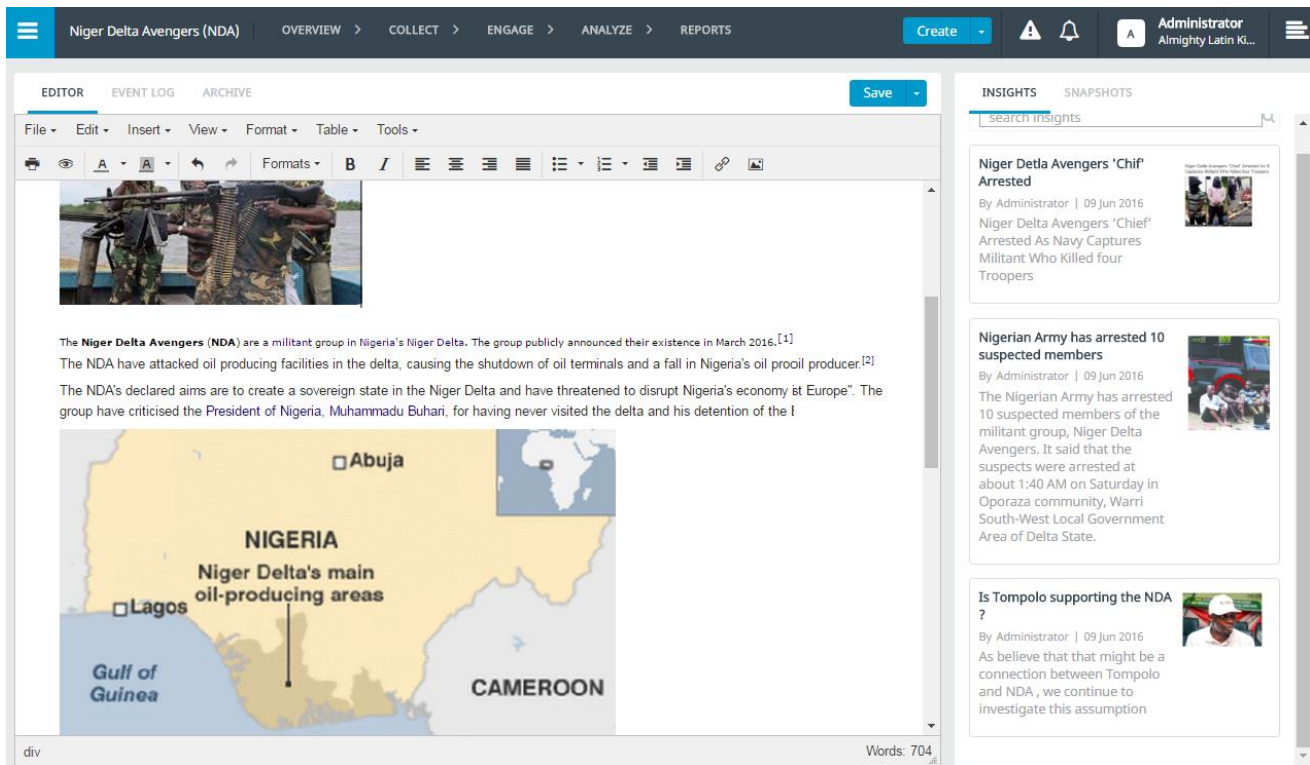 Niger Delta Avengers (NDA)
OVERVIEW > COLLECT > ENGAGE > ANALYZE > REPORTS
Create
A
Administrator
Almighty Latin Ki...
EDITOR EVENT LOG ARCHIVE
Save
File Edit Insert View Format Table Tools
A A Formats B I
The Niger Delta Avengers (NDA) are a militant group in Nigeria's Niger Delta. The group publicly announced their existence in March 2016.[1]
The NDA have attacked oil producing facilities in the delta, causing the shutdown of oil terminals and a fall in Nigeria's oil prooil producer.[2]
The NDA's declared aims are to create a sovereign state in the Niger Delta and have threatened to disrupt Nigeria's economy st Europe". The
group have criticised the President of Nigeria, Muhammadu Buhari, for having never visited the delta and his detention of the
Abuja
NIGERIA
Niger Delta's main
oil-producing areas
Lagos
Gulf of
Guinea
CAMEROON
div
Words: 704
INSIGHTS SNAPSHOTS
search insights
Niger Detla Avengers 'Chif'
Arrested
By Administrator | 09 Jun 2016
Niger Delta Avengers 'Chief'
Arrested As Navy Captures
Militant Who Killed four
Troopers
Nigerian Army has arrested 10
suspected members
By Administrator | 09 Jun 2016
The Nigerian Army has arrested
10 suspected members of the
militant group, Niger Delta
Avengers. It said that the
suspects were arrested at
about 1:40 AM on Saturday in
Oporaza community, Warri
South-West Local Government
Area of Delta State.
Is Tompolo supporting the NDA
?
By Administrator | 09 Jun 2016
As believe that that might be a
connection between Tompolo
and NDA , we continue to
investigate this assumption